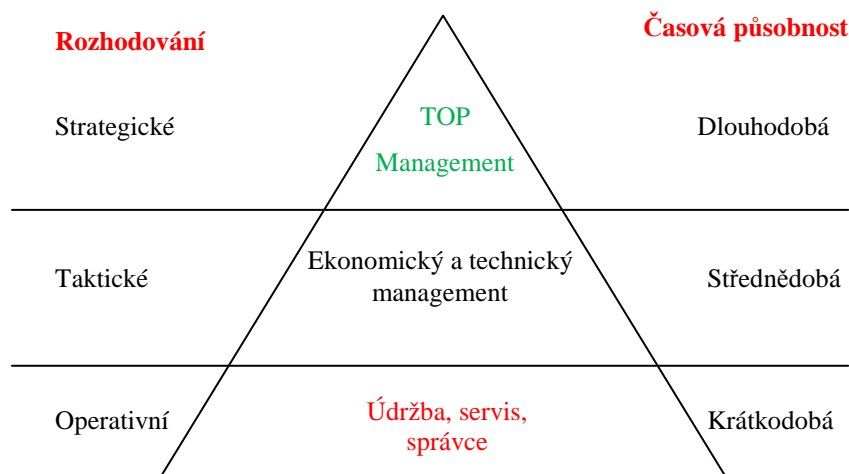 Rozhodování
Časová působnost
Strategické
TOP
Management
Dlouhodobá
Taktické
Ekonomický a technický
management
Střednědobá
Operativní
Údržba, servis,
správce
Krátkodobá